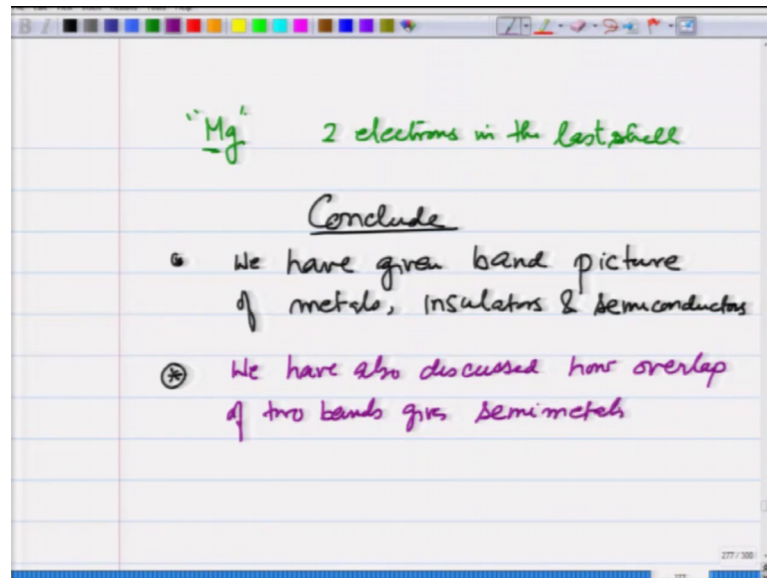 "Mg" 2 electrons in the last shell
Conclude
We have given band picture
of metals, insulators & semiconductors
We have also discussed how overlap
of two bands gives semimetals
277 / 300